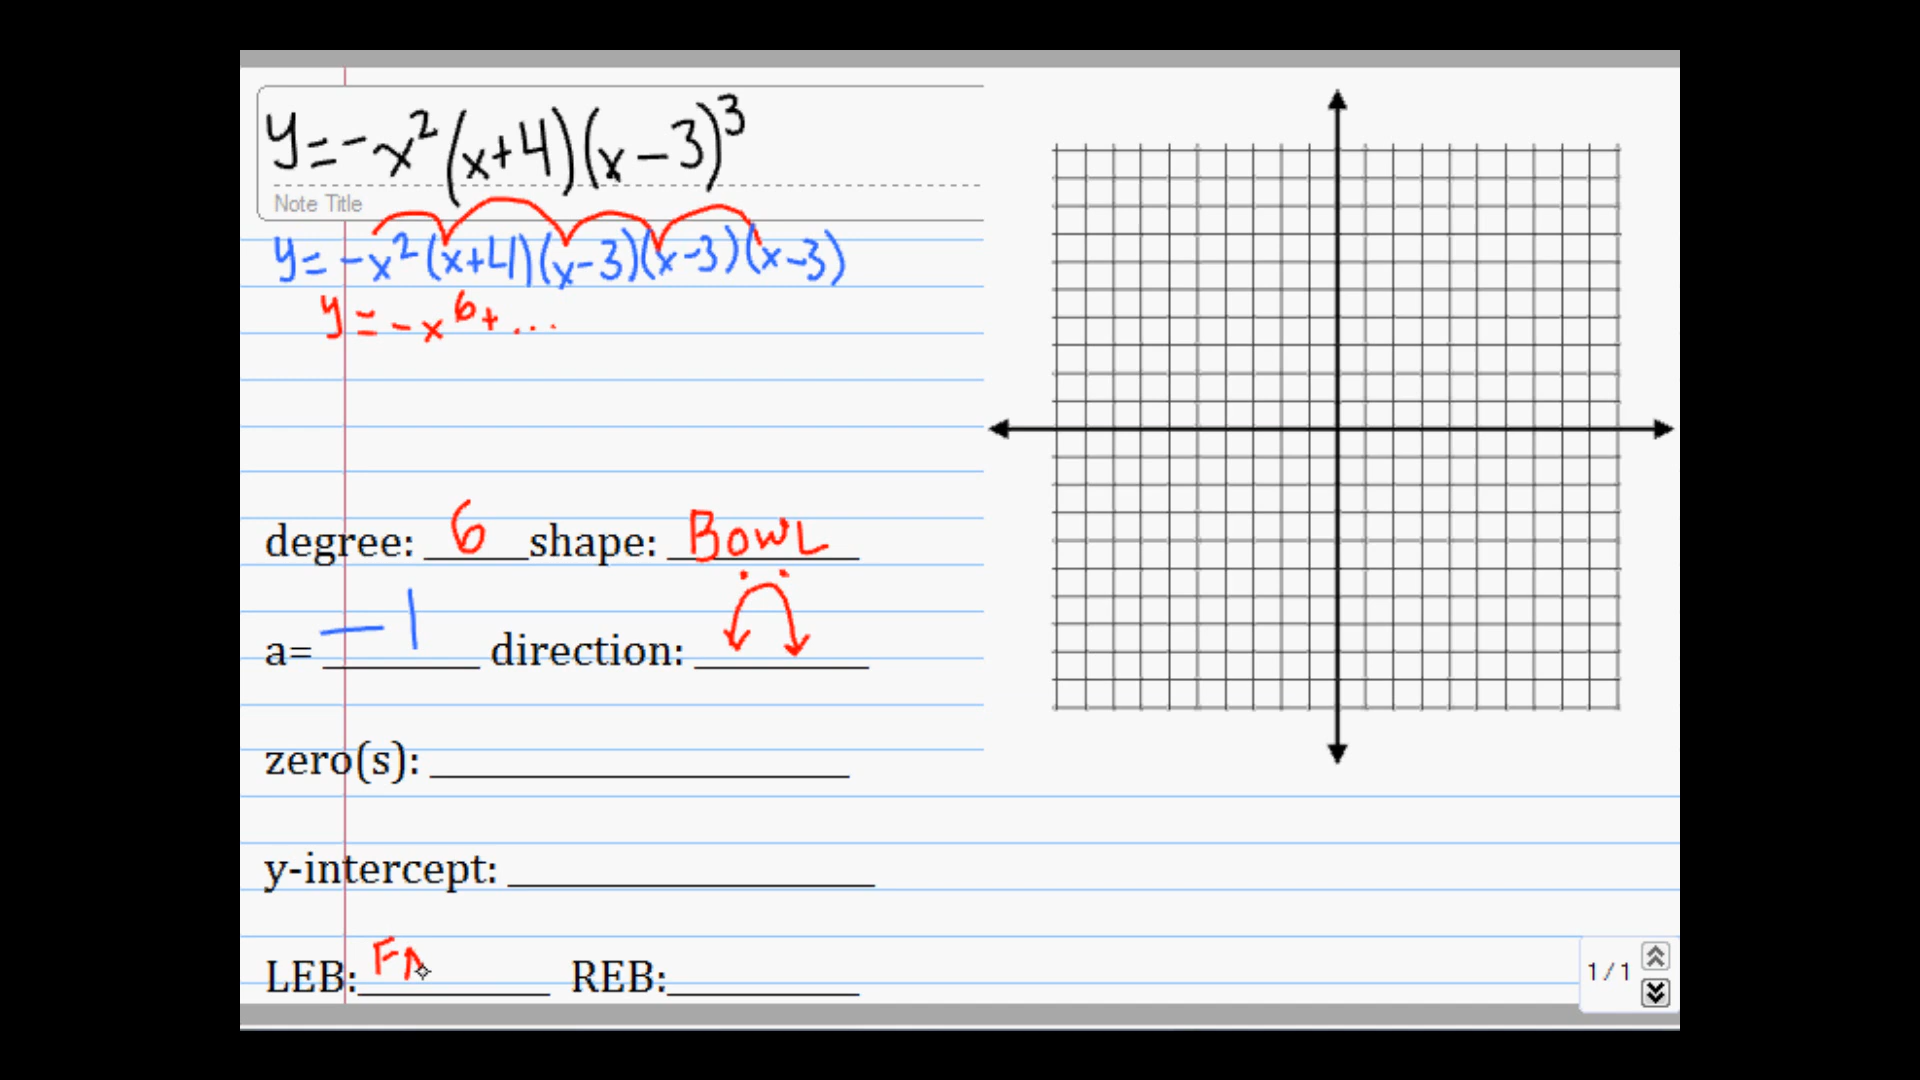 y=-x²(x+4)(x-3)³
Note Title
y=-x²(x+4)(x-3)(x-3)(x-3)
y=-x⁶+...
degree: 6 shape: BOWL
a= -1 direction:
zero(s):
y-intercept:
LEB: FA REB:
1/1